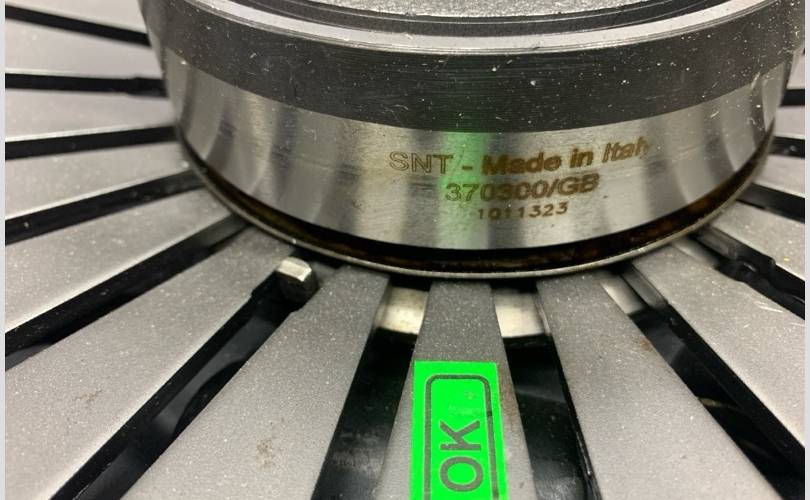 SNT - Made in Italy
370300/GB
1011323
OK